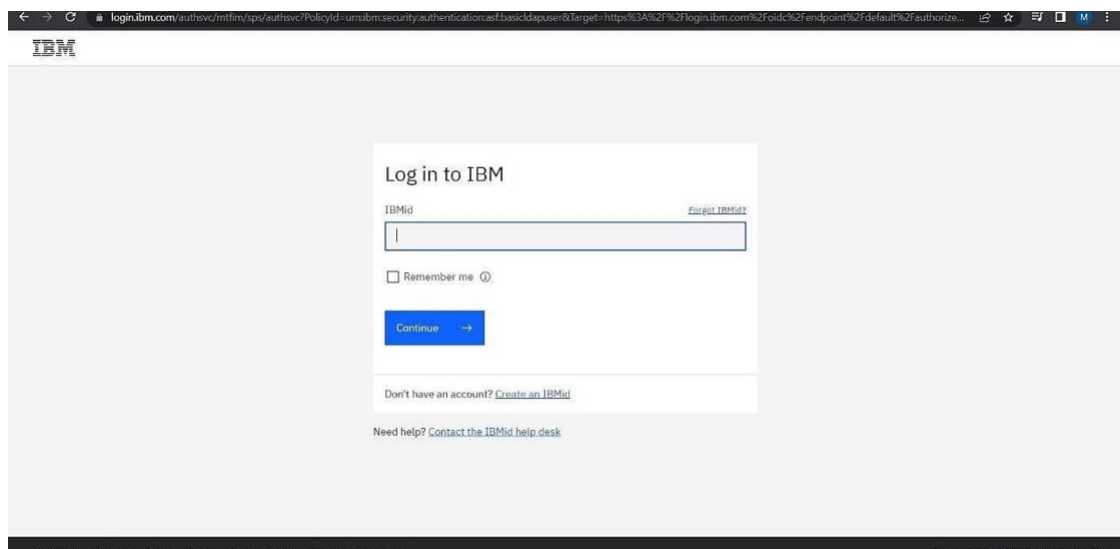 login.ibm.com/authsvc/mtfim/sps/authsvc?PolicyId=urn:ibm:security:authentication:asf:basicldapuser&Target=https%3A%2F%2Flogin.ibm.com%2Foidc%2Fendpoint%2Fdefault%2Fauthorize...
M
IBM
Log in to IBM
IBMid Forgot IBMid?
Remember me
Continue →
Don't have an account? Create an IBMid
Need help? Contact the IBMid help desk